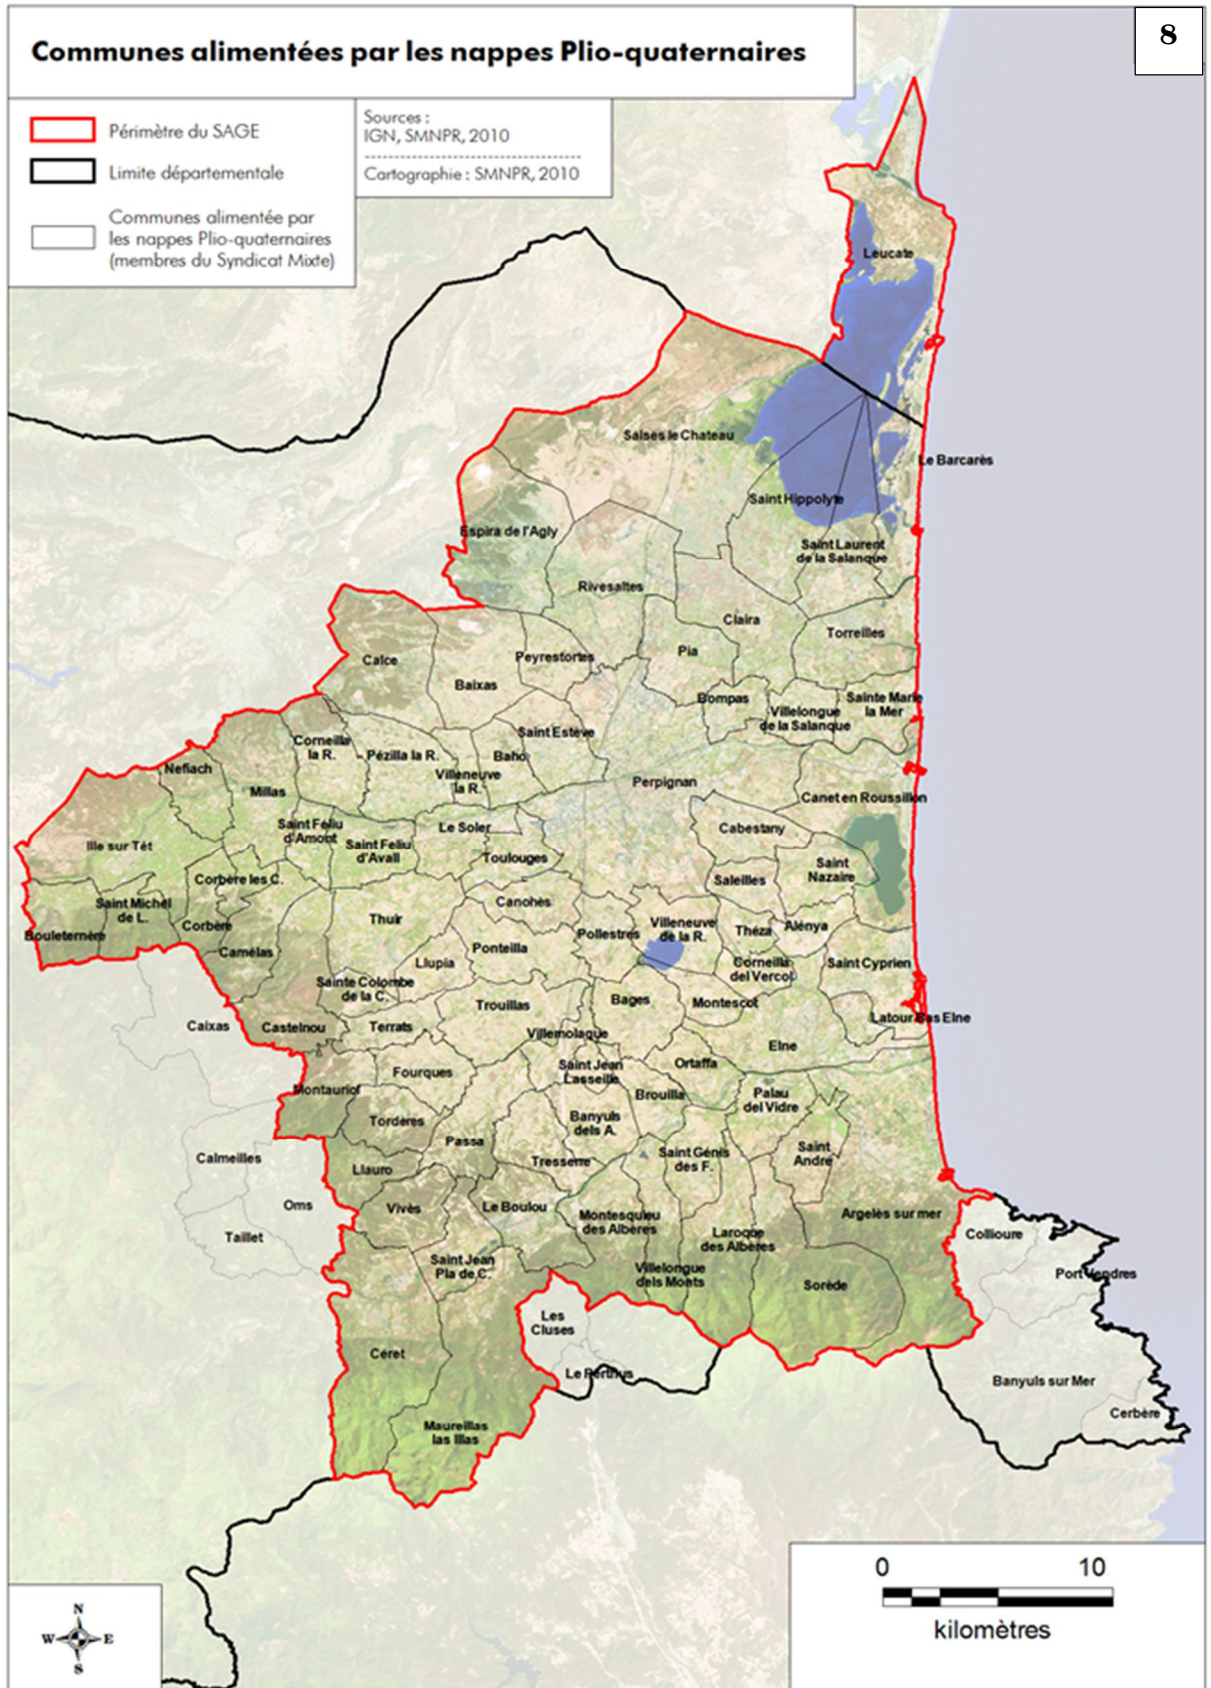 Communes alimentées par les nappes Plio-quaternaires
8
Périmètre du SAGE
Limite départementale
Communes alimentée par
les nappes Plio-quaternaires
(membres du Syndicat Mixte)
Sources :
IGN, SMNPR, 2010
Cartographie : SMNPR, 2010
Leucate
Salses le Chateau
Le Barcarès
Saint Hippolyte
Espira de l'Agly
Saint Laurent
de la Salanque
Rivesaltes
Claira
Torreilles
Calce
Peyrestortes
Pia
Baixas
Bompas
Villelongue
de la Salanque
Sainte Marie
la Mer
Corneilla
la R.
Pézilla la R.
Saint Estève
Baho
Villeneuve
la R.
Nefiach
Millas
Perpignan
Canet en Roussillon
Saint Féliu
d'Amont
Saint Feliu
d'Avall
Le Soler
Toulouges
Cabestany
Ille sur Tét
Saint
Nazaire
Corbère les C.
Saleilles
Saint Michel
de L.
Canohès
Corbère
Thuir
Pollestres
Villeneuve
de la R.
Théza
Alénya
Bouleternère
Camélas
Ponteilla
Llupia
Corneilla
del Vercol
Saint Cyprien
Sainte Colombe
de la C.
Trouillas
Bages
Montescot
Latour Bas Elne
Caixas
Castelnou
Terrats
Villemolaque
Elne
Fourques
Saint Jean
Lasseille
Ortaffa
Montauriol
Brouilla
Palau
del Vidre
Tordères
Banyuls
dels A.
Passa
Calmeilles
Llauro
Tresserre
Saint Génis
des F.
Saint
André
Oms
Vivès
Le Boulou
Montesquieu
des Albères
Argelès sur mer
Taillet
Laroque
des Albères
Collioure
Saint Jean
Pla de C.
Villelongue
dels Monts
Sorède
Port Vendres
Les
Cluses
Céret
Le Perthus
Banyuls sur Mer
Cerbère
Maureillas
las Illas
0 10
kilomètres
N
W E
S